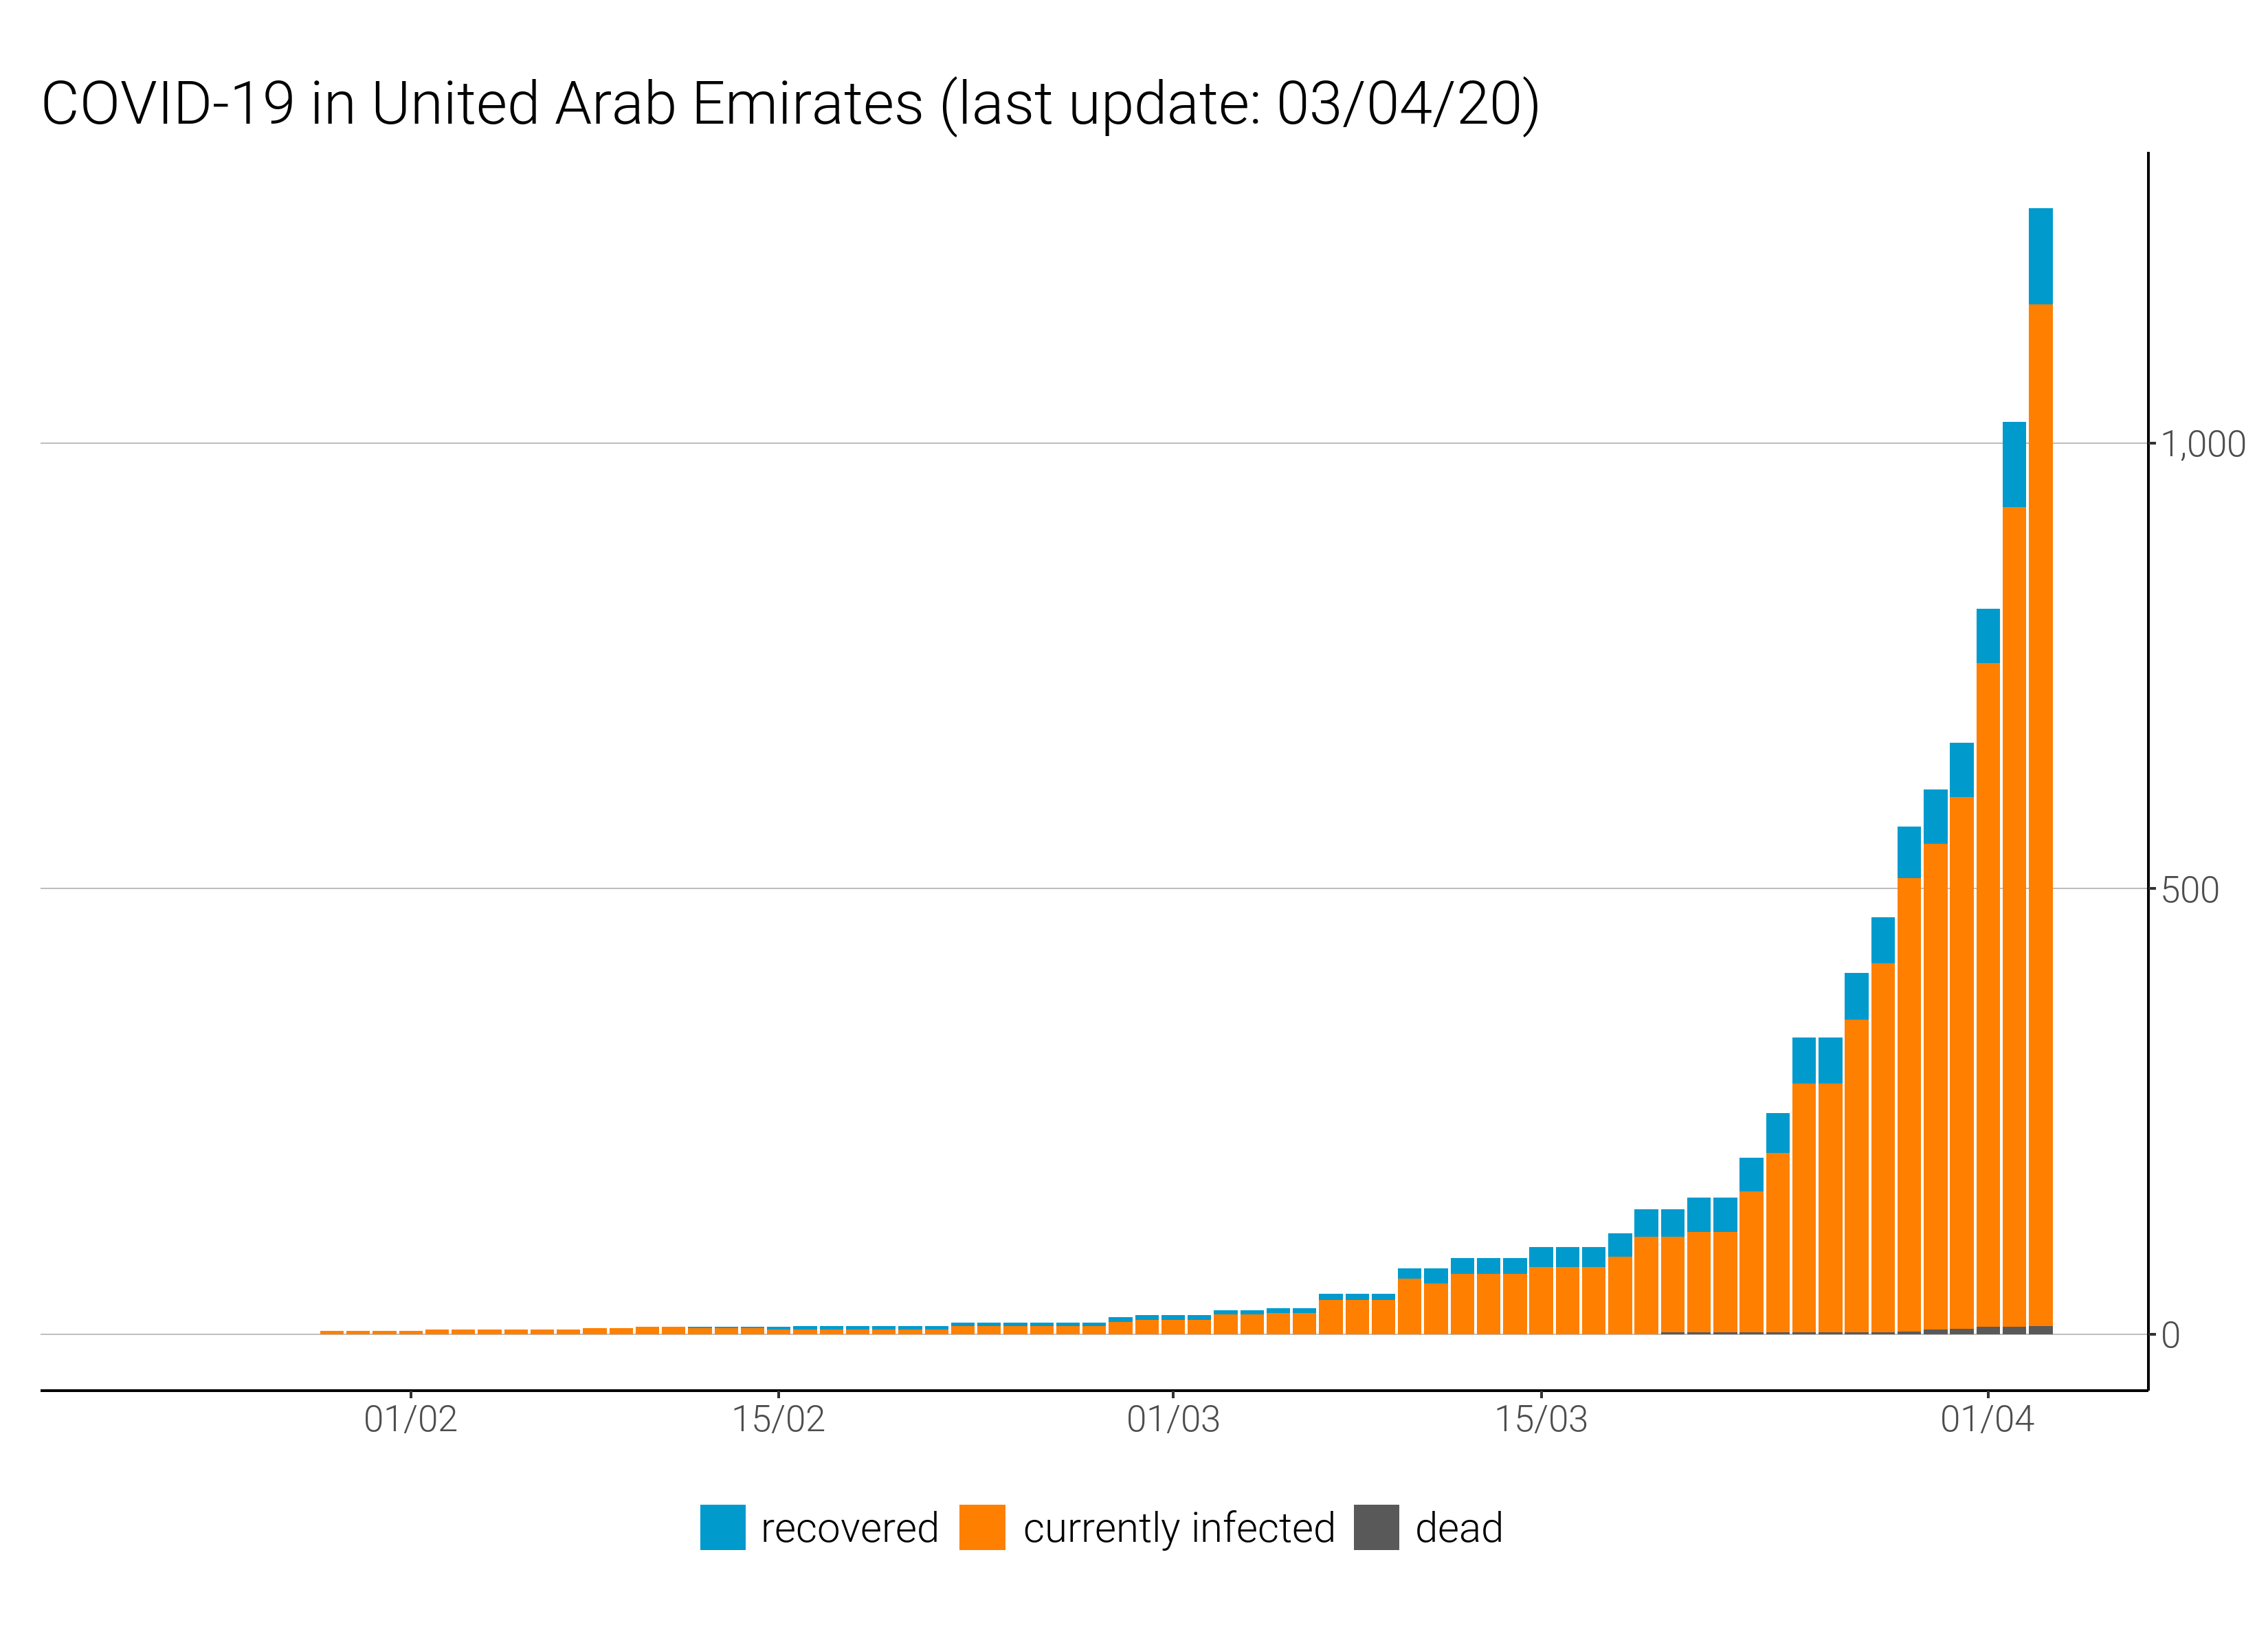 COVID-19 in United Arab Emirates (last update: 03/04/20)
1,000
500
0
01/02 15/02 01/03 15/03 01/04
recovered currently infected dead